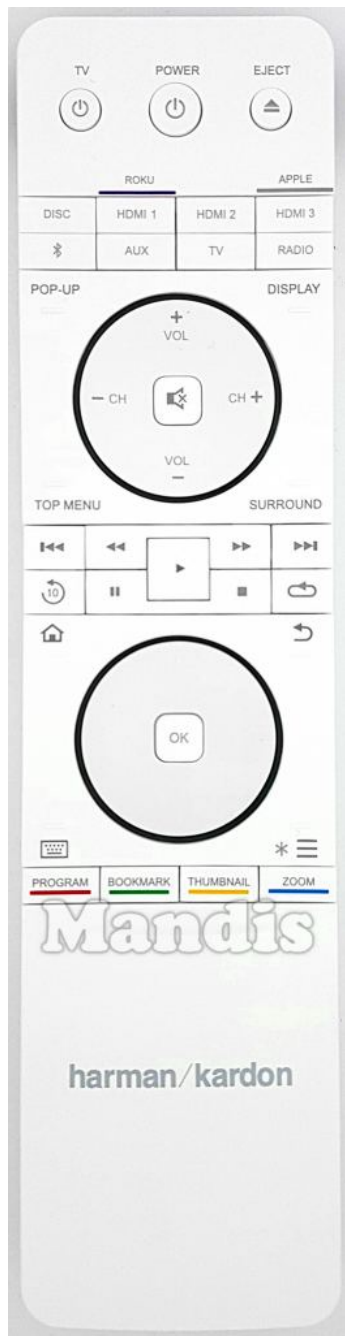 TV POWER EJECT
ROKU APPLE
DISC HDMI 1 HDMI 2 HDMI 3
AUX TV RADIO
POP-UP DISPLAY
+
VOL
− CH CH +
VOL
−
TOP MENU SURROUND
10
OK
*
PROGRAM BOOKMARK THUMBNAIL ZOOM
Mandis
harman/kardon